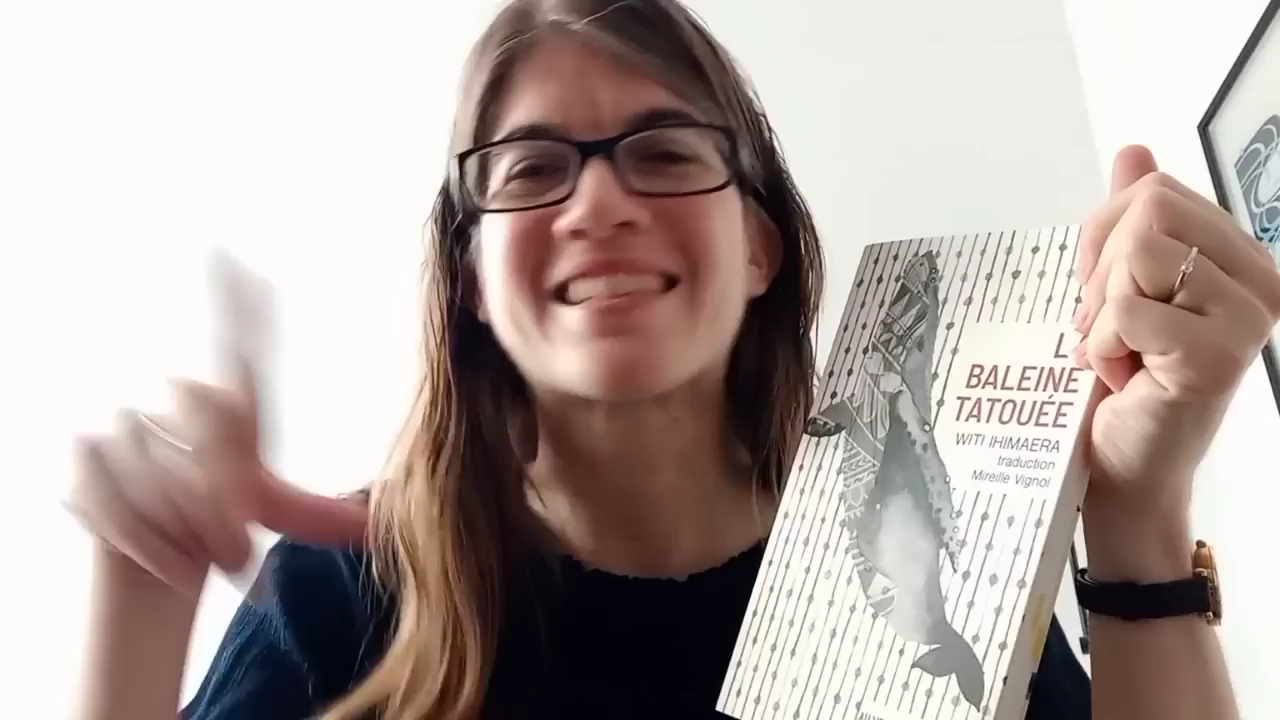 L
BALEINE
TATOUÉE
WITI IHIMAERA
traduction
Mireille Vignol